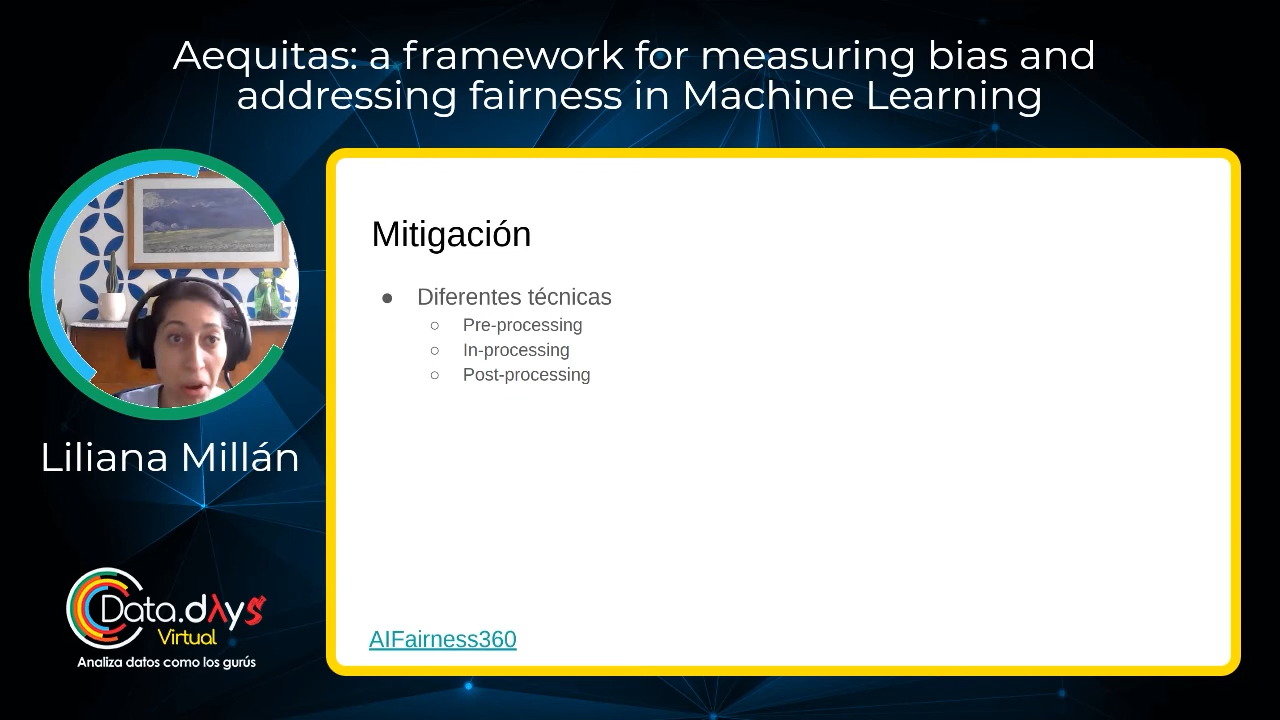 Aequitas: a framework for measuring bias and
addressing fairness in Machine Learning
Mitigación
● Diferentes técnicas
○ Pre-processing
○ In-processing
○ Post-processing
AIFairness360
Liliana Millán
Data.dAys
Virtual
Analiza datos como los gurús